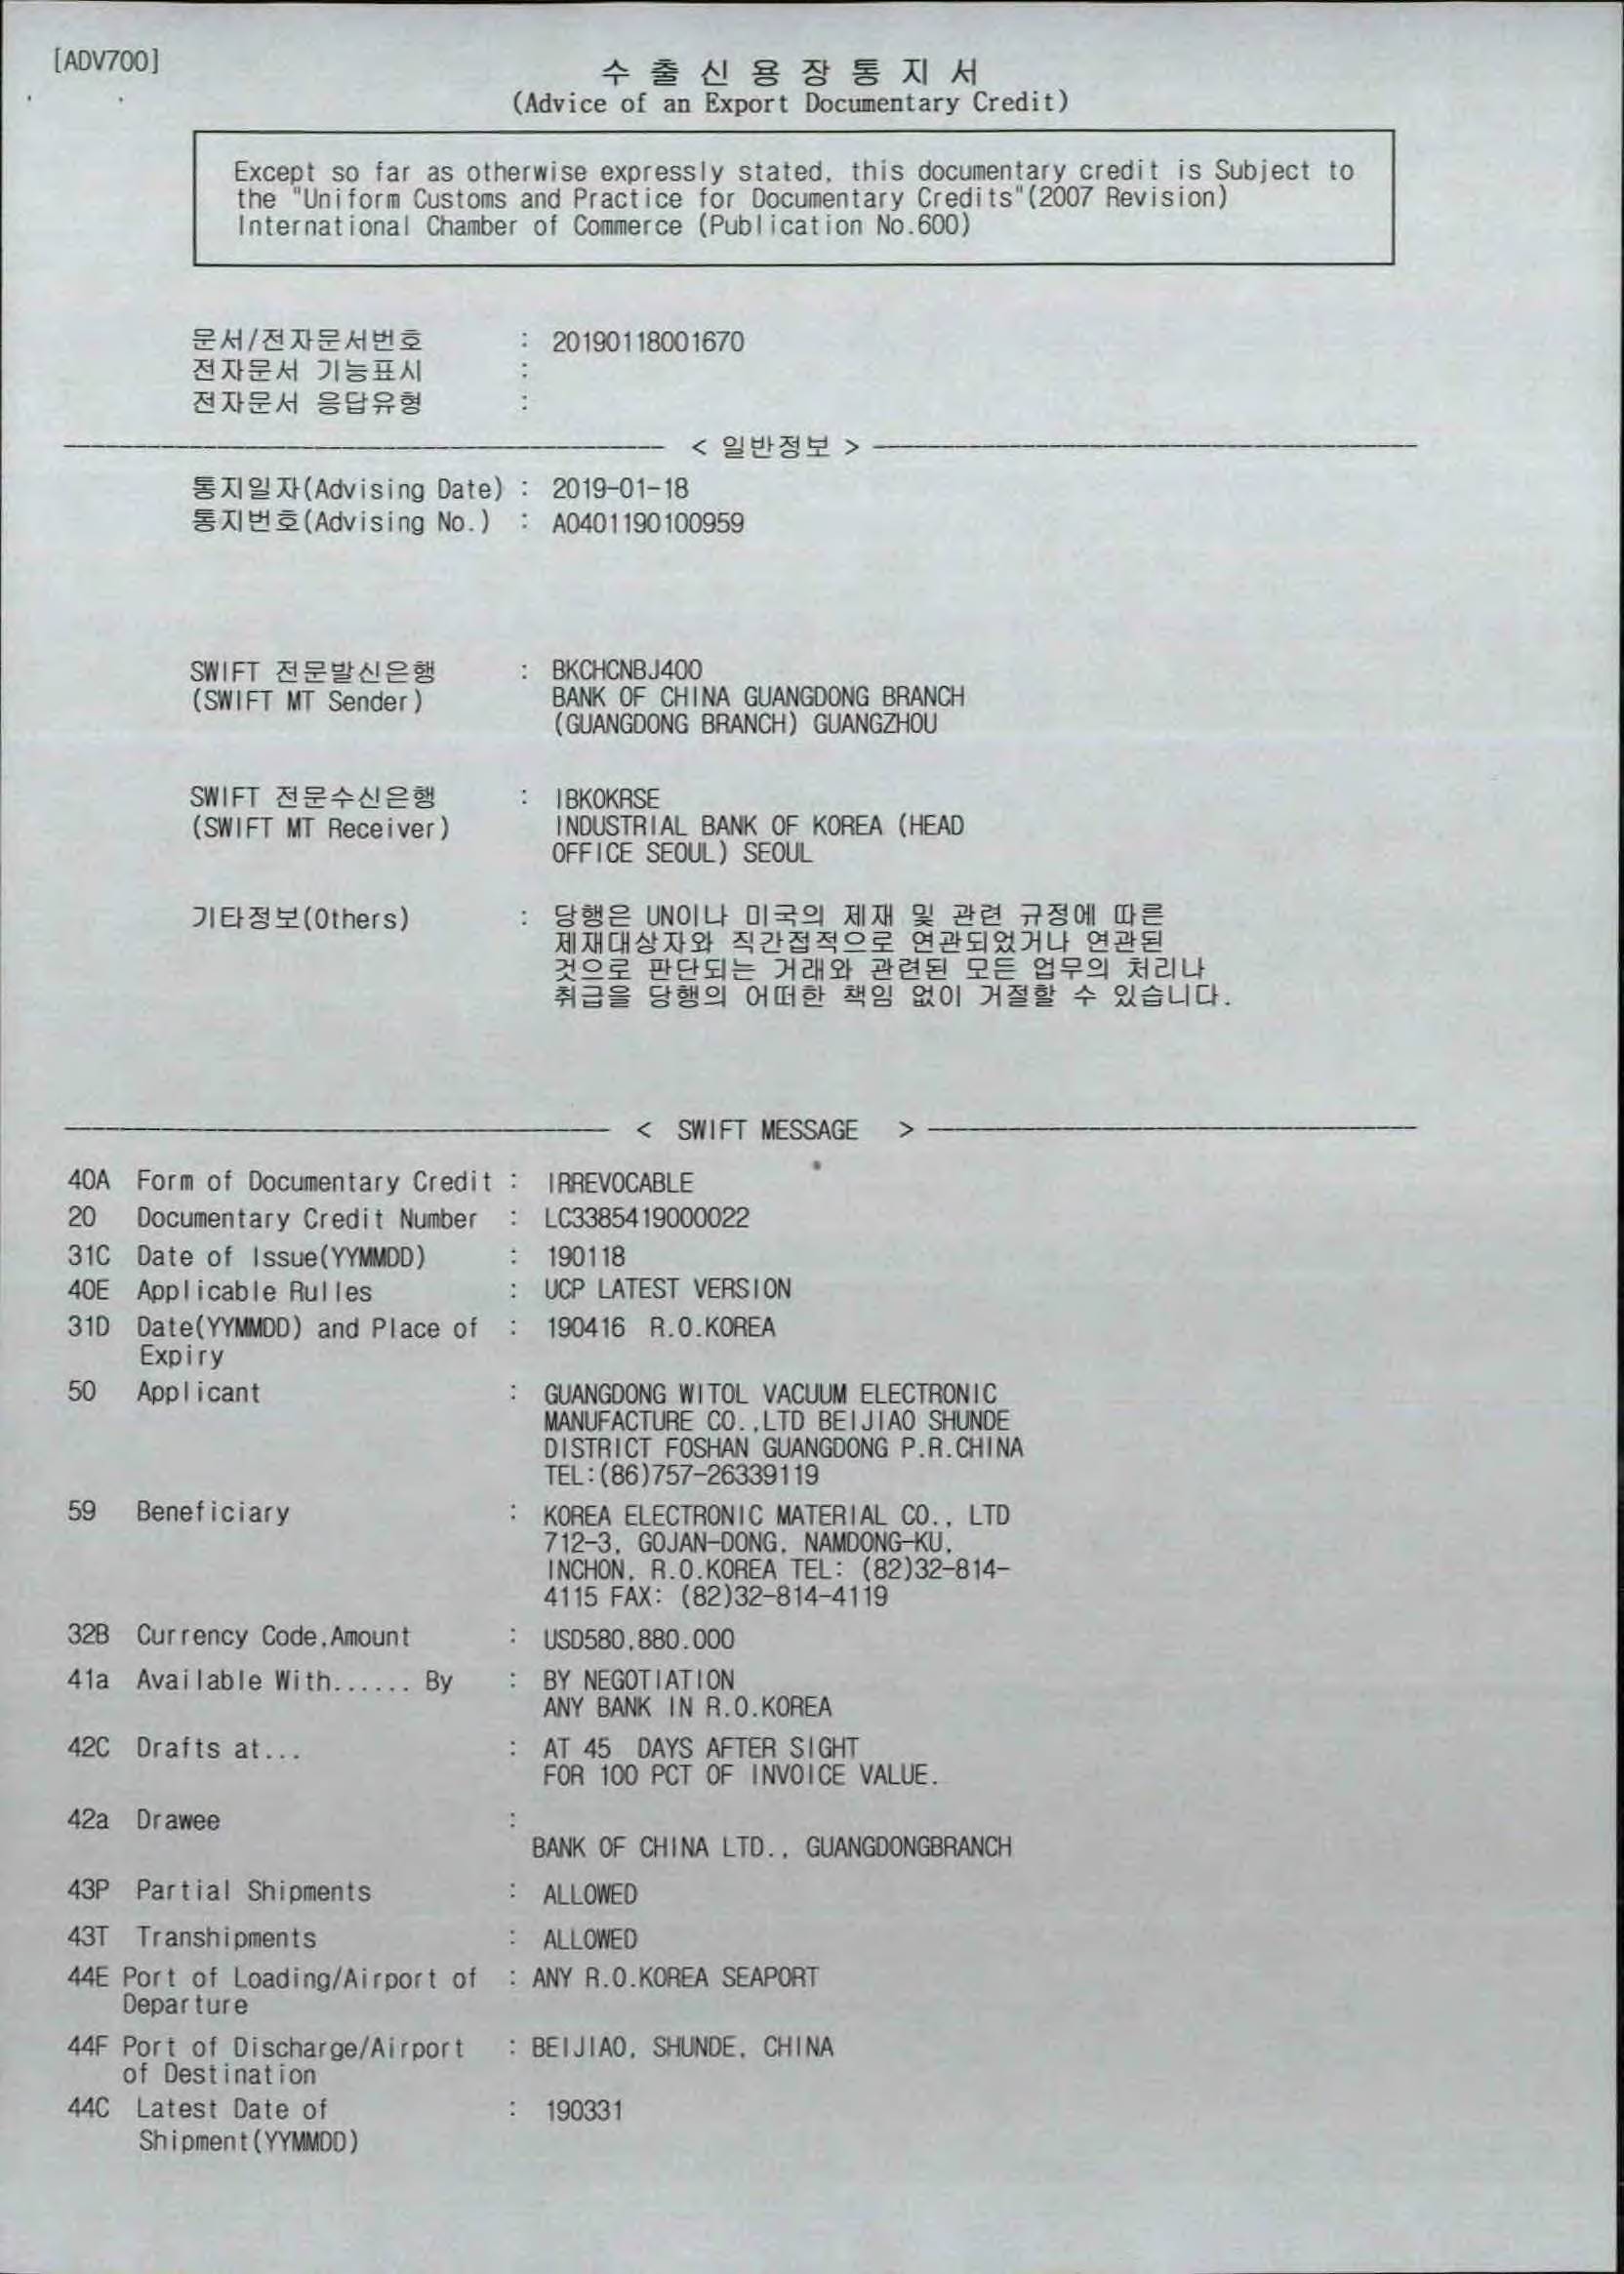 [ADV700]
수 출 신 용 장 통 지 서
(Advice of an Export Documentary Credit)
Except so far as otherwise expressly stated, this documentary credit is Subject to
the "Uniform Customs and Practice for Documentary Credits"(2007 Revision)
International Chamber of Commerce (Publication No.600)
문서/전자문서번호 : 20190118001670
전자문서 기능표시 :
전자문서 응답유형 :
< 일반정보 >
통지일자(Advising Date) : 2019-01-18
통지번호(Advising No.) : A0401190100959
SWIFT 전문발신은행 : BKCHCNBJ400
(SWIFT MT Sender) BANK OF CHINA GUANGDONG BRANCH
(GUANGDONG BRANCH) GUANGZHOU
SWIFT 전문수신은행 : IBKOKRSE
(SWIFT MT Receiver) INDUSTRIAL BANK OF KOREA (HEAD
OFFICE SEOUL) SEOUL
기타정보(Others) : 당행은 UN이나 미국의 제재 및 관련 규정에 따른
제재대상자와 직간접적으로 연관되었거나 연관된
것으로 판단되는 거래와 관련된 모든 업무의 처리나
취급을 당행의 어떠한 책임 없이 거절할 수 있습니다.
< SWIFT MESSAGE >
40A Form of Documentary Credit : IRREVOCABLE
20 Documentary Credit Number : LC3385419000022
31C Date of Issue(YYMMDD) : 190118
40E Applicable Rulles : UCP LATEST VERSION
31D Date(YYMMDD) and Place of : 190416 R.O.KOREA
Expiry
50 Applicant : GUANGDONG WITOL VACUUM ELECTRONIC
MANUFACTURE CO.,LTD BEIJIAO SHUNDE
DISTRICT FOSHAN GUANGDONG P.R.CHINA
TEL:(86)757-26339119
59 Beneficiary : KOREA ELECTRONIC MATERIAL CO., LTD
712-3, GOJAN-DONG, NAMDONG-KU,
INCHON, R.O.KOREA TEL: (82)32-814-
4115 FAX: (82)32-814-4119
32B Currency Code,Amount : USD580,880.000
41a Available With...... By : BY NEGOTIATION
ANY BANK IN R.O.KOREA
42C Drafts at... : AT 45 DAYS AFTER SIGHT
FOR 100 PCT OF INVOICE VALUE.
42a Drawee :
BANK OF CHINA LTD., GUANGDONGBRANCH
43P Partial Shipments : ALLOWED
43T Transhipments : ALLOWED
44E Port of Loading/Airport of : ANY R.O.KOREA SEAPORT
Departure
44F Port of Discharge/Airport : BEIJIAO, SHUNDE, CHINA
of Destination
44C Latest Date of : 190331
Shipment(YYMMDD)